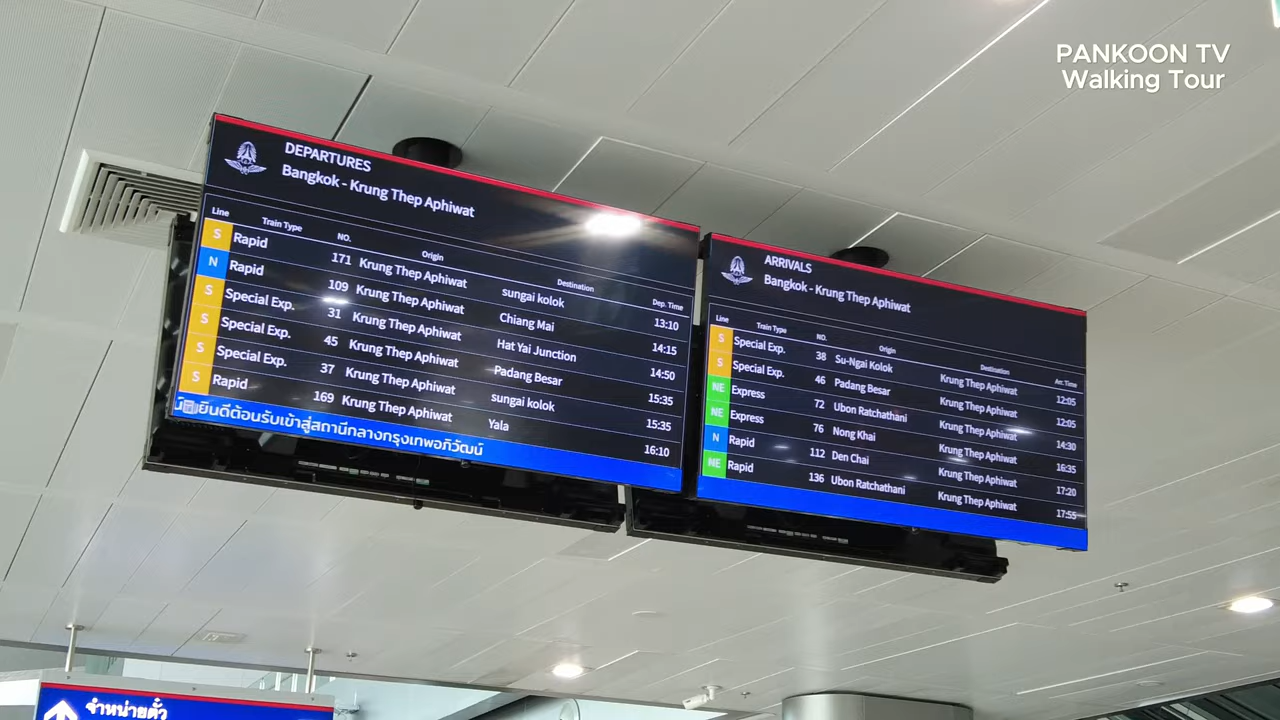 PANKOON TV
Walking Tour
DEPARTURES
Bangkok - Krung Thep Aphiwat
Line Train Type NO. Origin Destination Dep. Time
S Rapid 171 Krung Thep Aphiwat sungai kolok 13:10
N Rapid 109 Krung Thep Aphiwat Chiang Mai 14:15
S Special Exp. 31 Krung Thep Aphiwat Hat Yai Junction 14:50
S Special Exp. 45 Krung Thep Aphiwat Padang Besar 15:35
S Special Exp. 37 Krung Thep Aphiwat sungai kolok 15:35
S Rapid 169 Krung Thep Aphiwat Yala 16:10
ยินดีต้อนรับเข้าสู่สถานีกลางกรุงเทพอภิวัฒน์
ARRIVALS
Bangkok - Krung Thep Aphiwat
Line Train Type NO. Origin Destination Arr. Time
S Special Exp. 38 Su-Ngai Kolok Krung Thep Aphiwat 12:05
S Special Exp. 46 Padang Besar Krung Thep Aphiwat 12:05
NE Express 72 Ubon Ratchathani Krung Thep Aphiwat 14:30
NE Express 76 Nong Khai Krung Thep Aphiwat 16:35
N Rapid 112 Den Chai Krung Thep Aphiwat 17:20
NE Rapid 136 Ubon Ratchathani Krung Thep Aphiwat 17:55
จำหน่ายตั๋ว